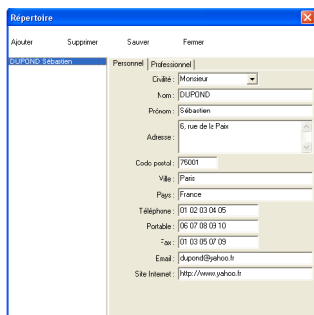 Répertoire
Ajouter Supprimer Sauver Fermer
DUPOND Sébastien
Personnel Professionnel
Civilité : Monsieur
Nom : DUPOND
Prénom : Sébastien
Adresse : 6, rue de la Paix
Code postal : 75001
Ville : Paris
Pays : France
Téléphone : 01 02 03 04 05
Portable : 06 07 08 09 10
Fax : 01 03 05 07 09
Email : dupond@yahoo.fr
Site Internet : http://www.yahoo.fr